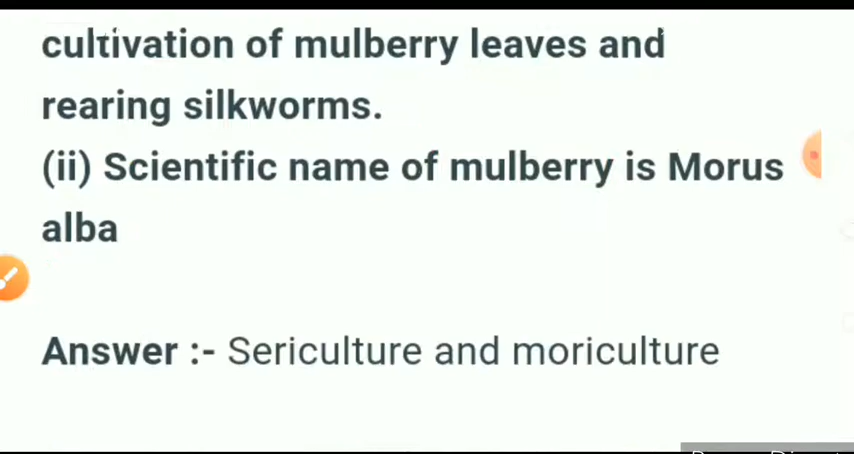 cultivation of mulberry leaves and
rearing silkworms.
(ii) Scientific name of mulberry is Morus
alba
Answer :- Sericulture and moriculture